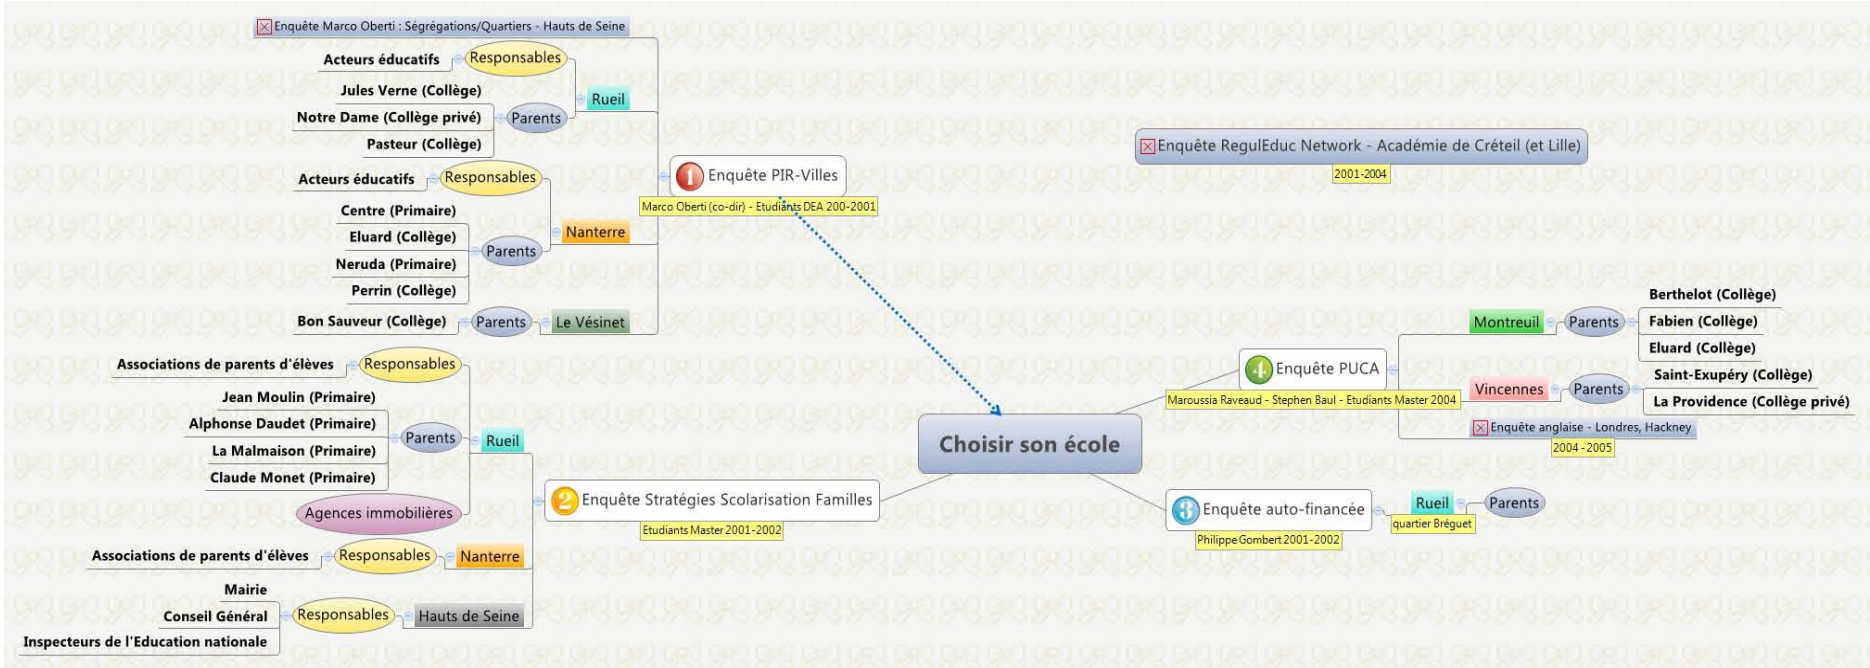 Enquête Marco Oberti : Ségrégations/Quartiers - Hauts de Seine
Acteurs éducatifs
Responsables
Jules Verne (Collège)
Notre Dame (Collège privé)
Pasteur (Collège)
Parents
Rueil
Acteurs éducatifs
Responsables
Centre (Primaire)
Eluard (Collège)
Neruda (Primaire)
Perrin (Collège)
Parents
Nanterre
Bon Sauveur (Collège)
Parents
Le Vésinet
1 Enquête PIR-Villes
Marco Oberti (co-dir) - Etudiants DEA 200-2001
Associations de parents d'élèves
Responsables
Jean Moulin (Primaire)
Alphonse Daudet (Primaire)
La Malmaison (Primaire)
Claude Monet (Primaire)
Parents
Rueil
Agences immobilières
Associations de parents d'élèves
Responsables
Nanterre
Mairie
Conseil Général
Inspecteurs de l'Education nationale
Responsables
Hauts de Seine
2 Enquête Stratégies Scolarisation Familles
Etudiants Master 2001-2002
Choisir son école
Enquête RegulEduc Network - Académie de Créteil (et Lille)
2001-2004
4 Enquête PUCA
Maroussia Raveaud - Stephen Baul - Etudiants Master 2004
Montreuil
Parents
Berthelot (Collège)
Fabien (Collège)
Eluard (Collège)
Vincennes
Parents
Saint-Exupéry (Collège)
La Providence (Collège privé)
Enquête anglaise - Londres, Hackney
2004 -2005
3 Enquête auto-financée
Philippe Gombert 2001-2002
Rueil
quartier Bréguet
Parents